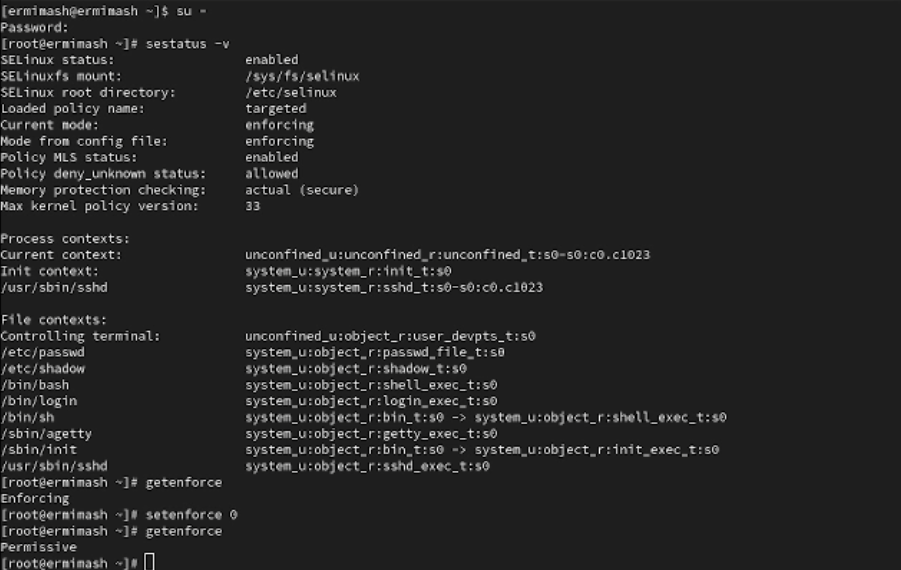 [ermimash@ermimash ~]$ su -
Password:
[root@ermimash ~]# sestatus -v
SELinux status:                 enabled
SELinuxfs mount:                /sys/fs/selinux
SELinux root directory:         /etc/selinux
Loaded policy name:             targeted
Current mode:                   enforcing
Mode from config file:          enforcing
Policy MLS status:              enabled
Policy deny_unknown status:     allowed
Memory protection checking:     actual (secure)
Max kernel policy version:      33

Process contexts:
Current context:                unconfined_u:unconfined_r:unconfined_t:s0-s0:c0.c1023
Init context:                   system_u:system_r:init_t:s0
/usr/sbin/sshd                  system_u:system_r:sshd_t:s0-s0:c0.c1023

File contexts:
Controlling terminal:           unconfined_u:object_r:user_devpts_t:s0
/etc/passwd                     system_u:object_r:passwd_file_t:s0
/etc/shadow                     system_u:object_r:shadow_t:s0
/bin/bash                       system_u:object_r:shell_exec_t:s0
/bin/login                      system_u:object_r:login_exec_t:s0
/bin/sh                         system_u:object_r:bin_t:s0 -> system_u:object_r:shell_exec_t:s0
/sbin/agetty                    system_u:object_r:getty_exec_t:s0
/sbin/init                      system_u:object_r:bin_t:s0 -> system_u:object_r:init_exec_t:s0
/usr/sbin/sshd                  system_u:object_r:sshd_exec_t:s0
[root@ermimash ~]# getenforce
Enforcing
[root@ermimash ~]# setenforce 0
[root@ermimash ~]# getenforce
Permissive
[root@ermimash ~]#